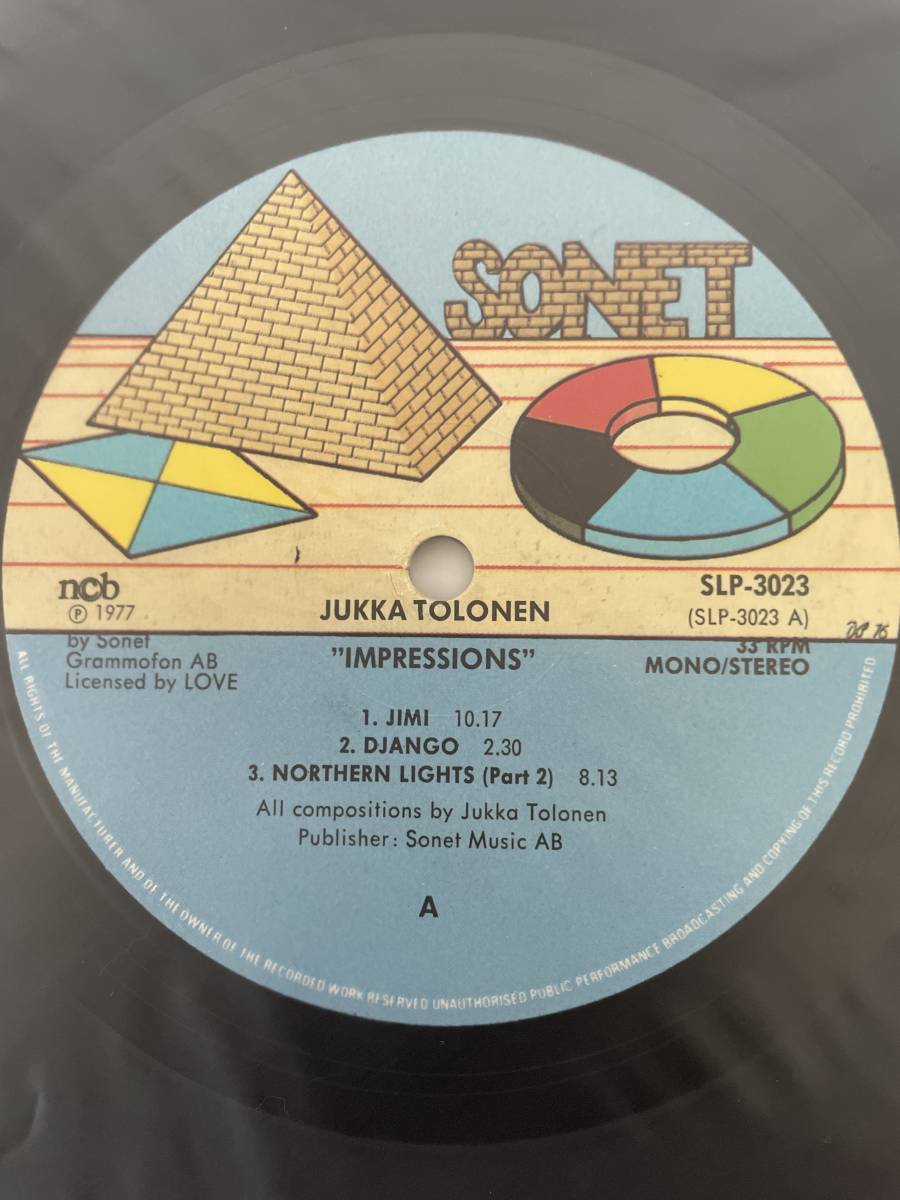 SONET
ncb
Ⓟ 1977
by Sonet
Grammofon AB
Licensed by LOVE
JUKKA TOLONEN
"IMPRESSIONS"
SLP-3023
(SLP-3023 A)
33 RPM
MONO/STEREO
1. JIMI 10.17
2. DJANGO 2.30
3. NORTHERN LIGHTS (Part 2) 8.13
All compositions by Jukka Tolonen
Publisher: Sonet Music AB
A
ALL RIGHTS OF THE MANUFACTURER AND OF THE OWNER OF THE RECORDED WORK RESERVED UNAUTHORISED PUBLIC PERFORMANCE BROADCASTING AND COPYING OF THIS RECORD PROHIBITED